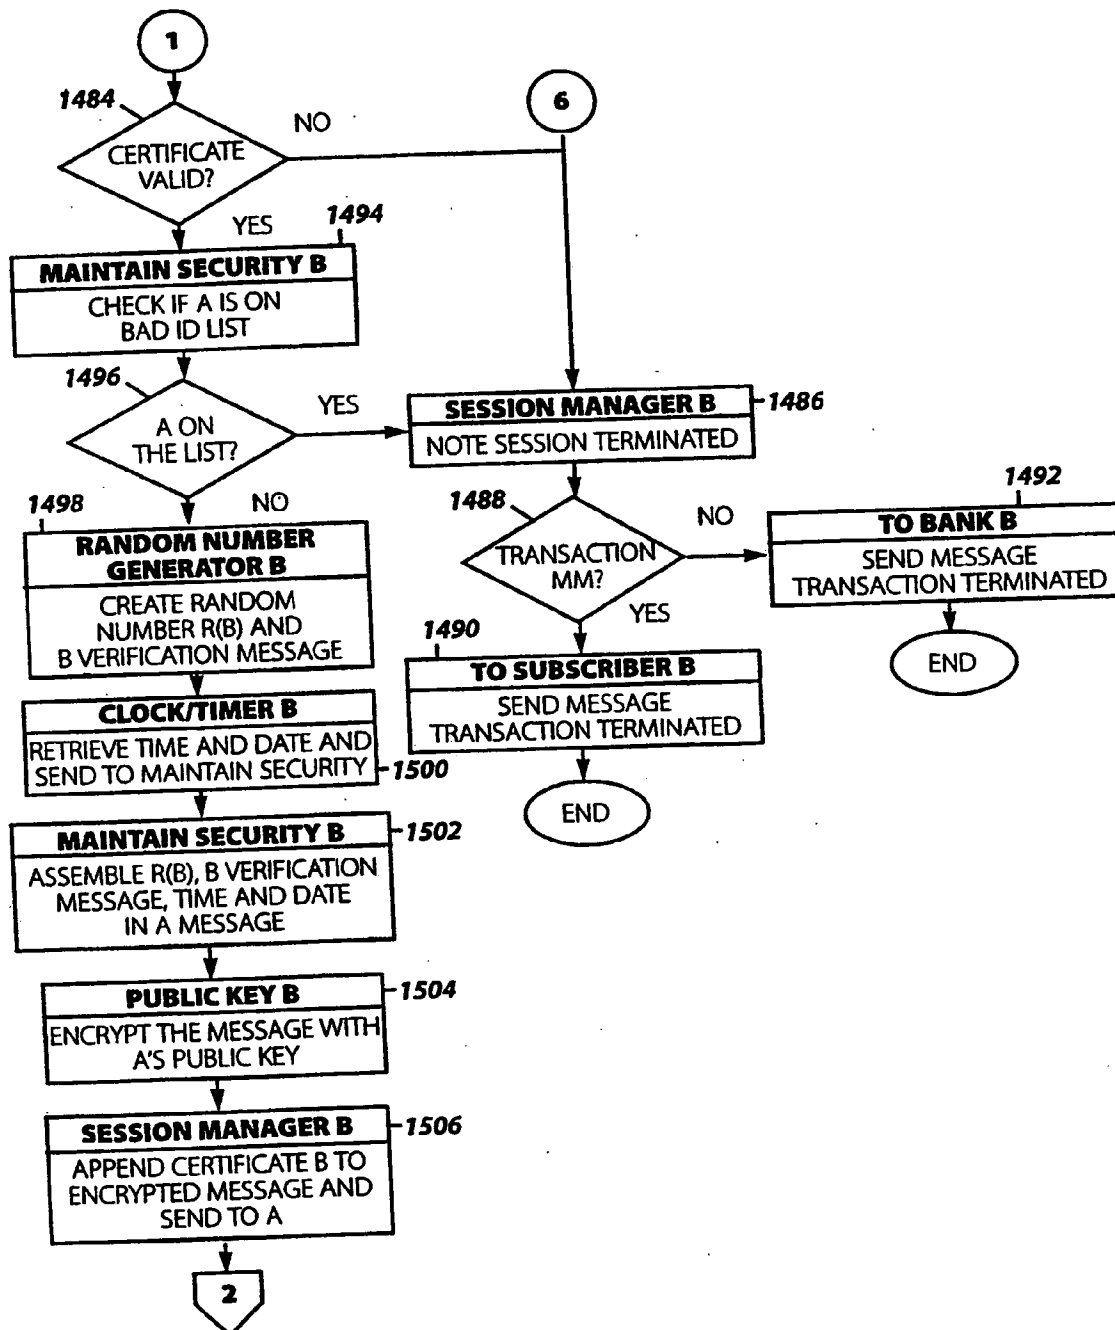 1
1484
CERTIFICATE
VALID?
NO
6
YES
1494
MAINTAIN SECURITY B
CHECK IF A IS ON
BAD ID LIST
1496
A ON
THE LIST?
YES
SESSION MANAGER B
1486
NOTE SESSION TERMINATED
1488
TRANSACTION
MM?
NO
1492
TO BANK B
SEND MESSAGE
TRANSACTION TERMINATED
END
YES
1490
TO SUBSCRIBER B
SEND MESSAGE
TRANSACTION TERMINATED
END
NO
1498
RANDOM NUMBER
GENERATOR B
CREATE RANDOM
NUMBER R(B) AND
B VERIFICATION MESSAGE
CLOCK/TIMER B
RETRIEVE TIME AND DATE AND
SEND TO MAINTAIN SECURITY
1500
MAINTAIN SECURITY B
1502
ASSEMBLE R(B), B VERIFICATION
MESSAGE, TIME AND DATE
IN A MESSAGE
PUBLIC KEY B
1504
ENCRYPT THE MESSAGE WITH
A'S PUBLIC KEY
SESSION MANAGER B
1506
APPEND CERTIFICATE B TO
ENCRYPTED MESSAGE AND
SEND TO A
2